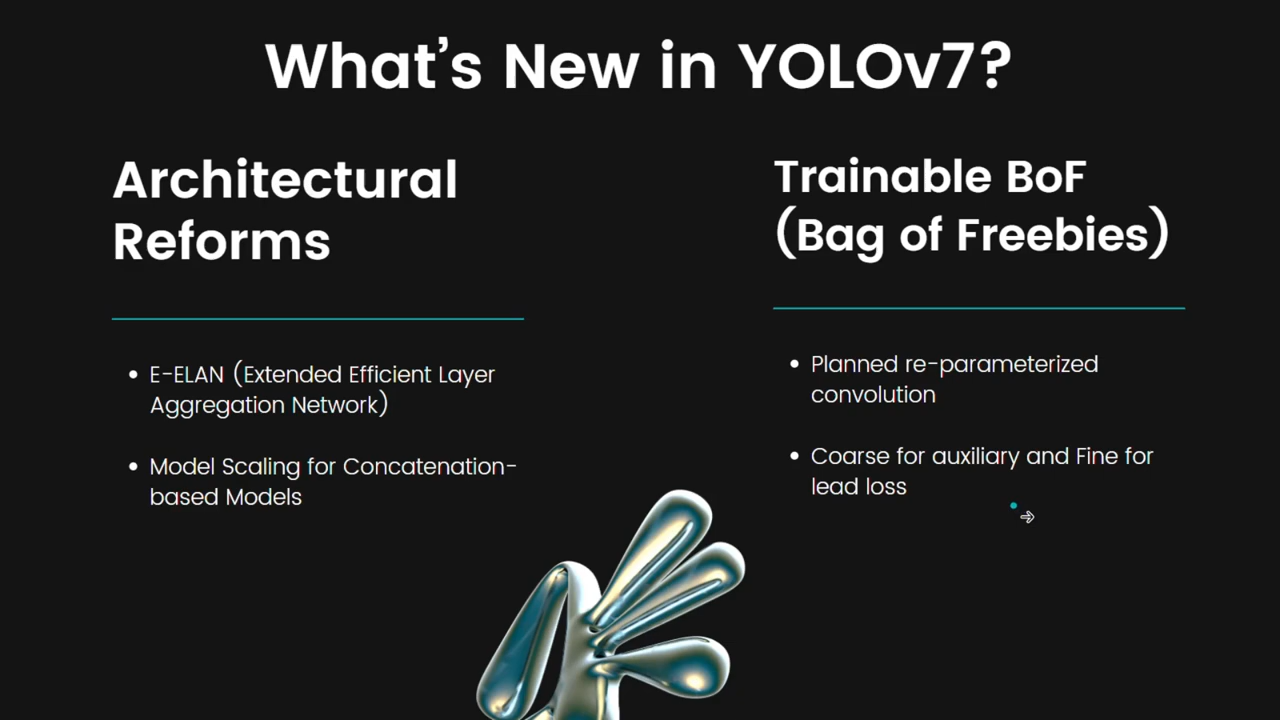 What's New in YOLOv7?
Architectural
Reforms
• E-ELAN (Extended Efficient Layer
Aggregation Network)
• Model Scaling for Concatenation-
based Models
Trainable BoF
(Bag of Freebies)
• Planned re-parameterized
convolution
• Coarse for auxiliary and Fine for
lead loss